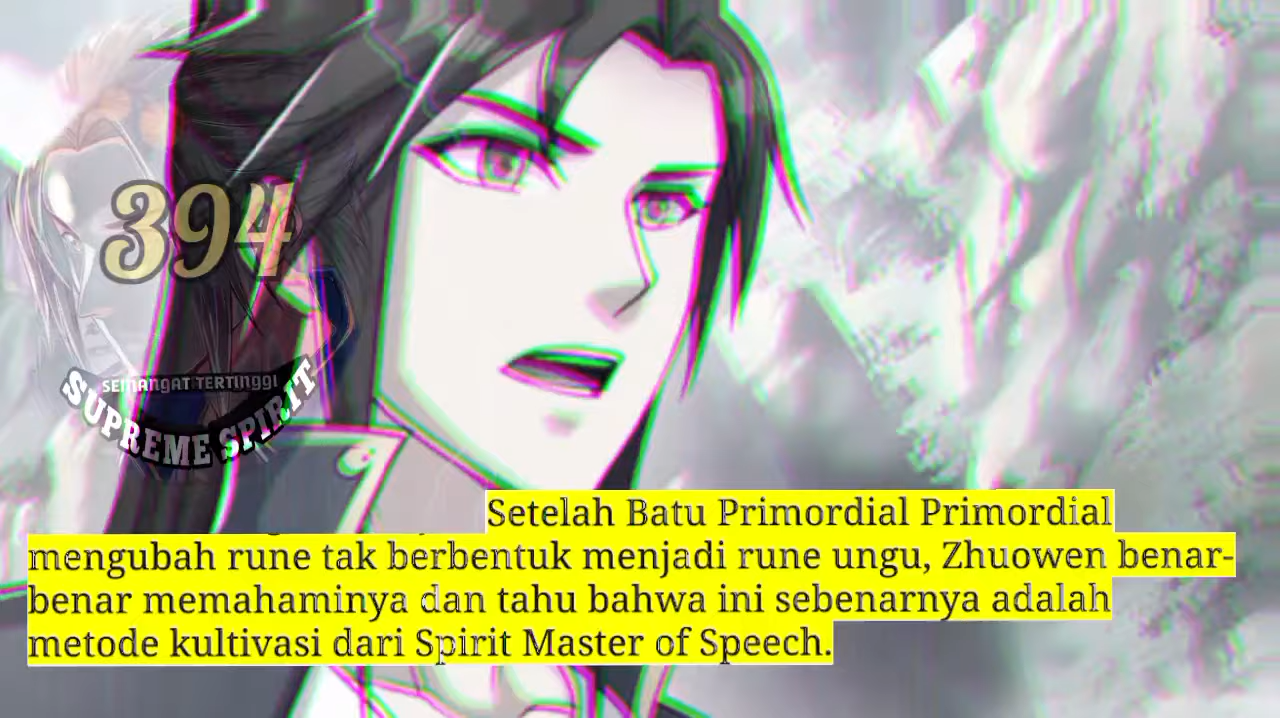 394
SEMANGAT TERTINGGI
SUPREME SPIRIT
Setelah Batu Primordial Primordial
mengubah rune tak berbentuk menjadi rune ungu, Zhuowen benar-
benar memahaminya dan tahu bahwa ini sebenarnya adalah
metode kultivasi dari Spirit Master of Speech.